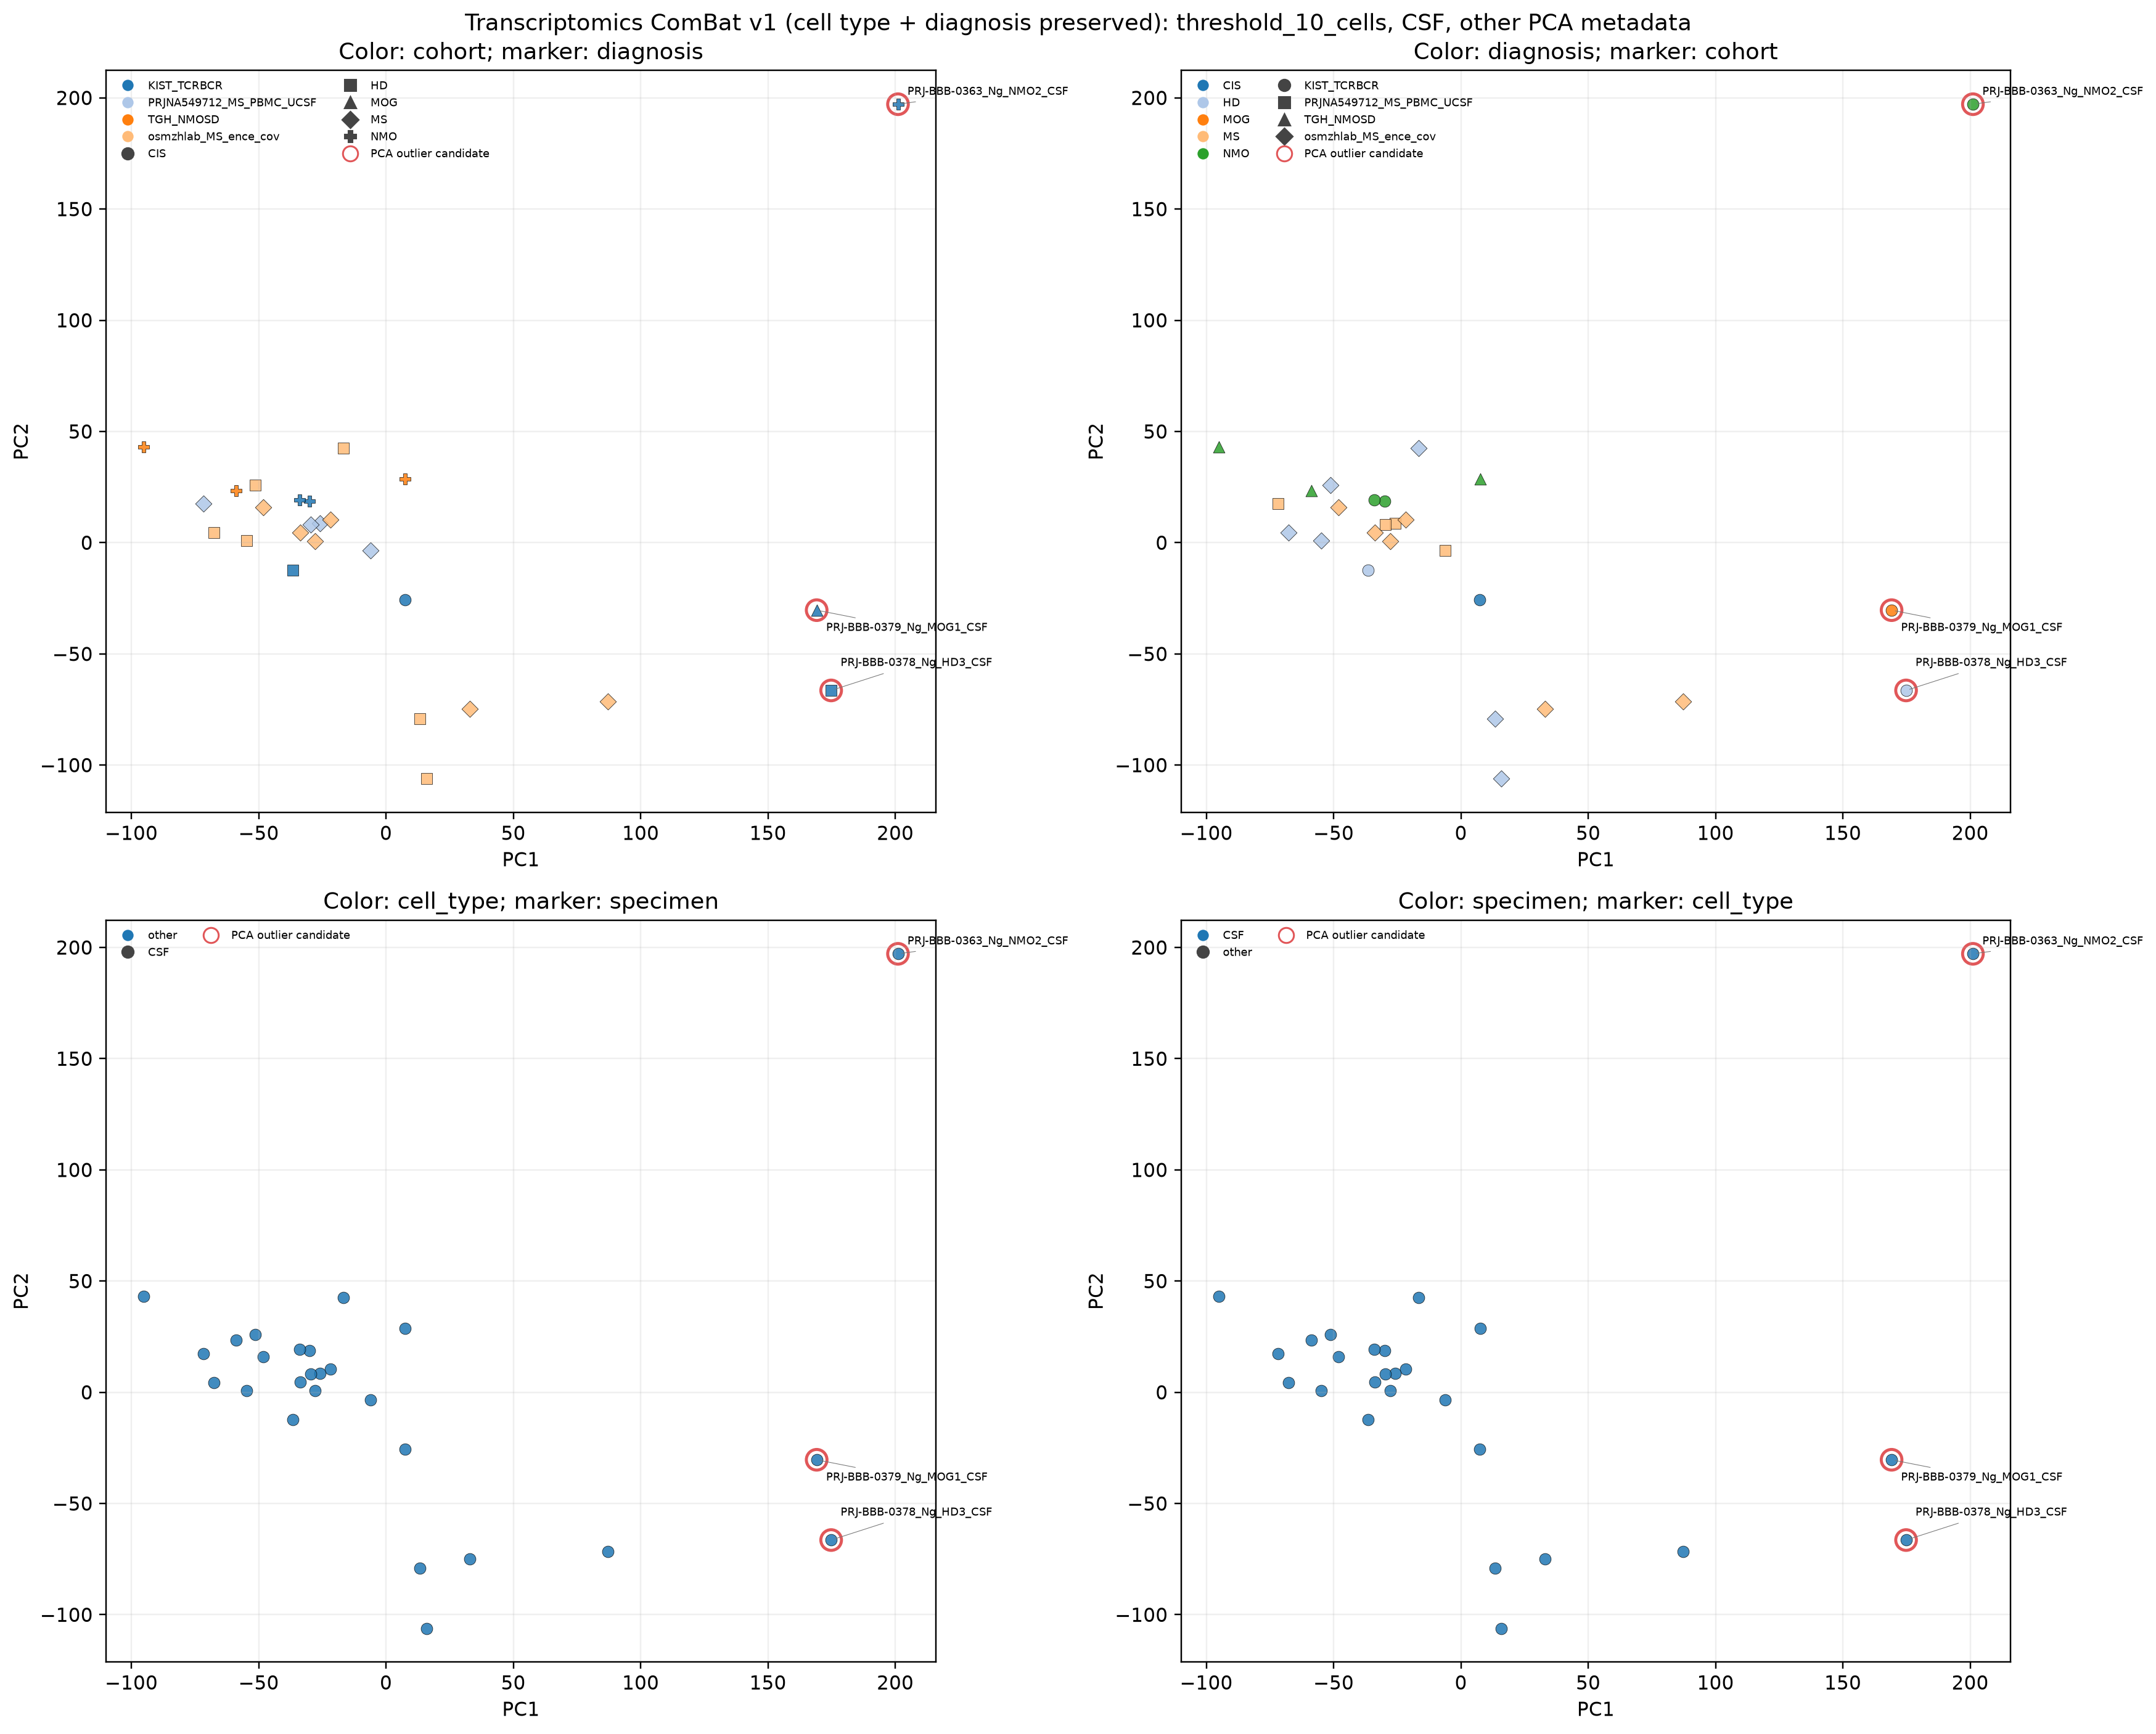 Transcriptomics ComBat v1 (cell type + diagnosis preserved): threshold_10_cells, CSF, other PCA metadata
Color: cohort; marker: diagnosis
KIST_TCRBCR
PRJNA549712_MS_PBMC_UCSF
TGH_NMOSD
osmzhlab_MS_ence_cov
CIS
HD
MOG
MS
NMO
PCA outlier candidate
PRJ-BBB-0363_Ng_NMO2_CSF
PRJ-BBB-0379_Ng_MOG1_CSF
PRJ-BBB-0378_Ng_HD3_CSF
200
150
100
50
0
−50
−100
PC2
−100
−50
0
50
100
150
200
PC1
Color: diagnosis; marker: cohort
CIS
HD
MOG
MS
NMO
KIST_TCRBCR
PRJNA549712_MS_PBMC_UCSF
TGH_NMOSD
osmzhlab_MS_ence_cov
PCA outlier candidate
PRJ-BBB-0363_Ng_NMO2_CSF
PRJ-BBB-0379_Ng_MOG1_CSF
PRJ-BBB-0378_Ng_HD3_CSF
200
150
100
50
0
−50
−100
PC2
−100
−50
0
50
100
150
200
PC1
Color: cell_type; marker: specimen
other
CSF
PCA outlier candidate
PRJ-BBB-0363_Ng_NMO2_CSF
PRJ-BBB-0379_Ng_MOG1_CSF
PRJ-BBB-0378_Ng_HD3_CSF
200
150
100
50
0
−50
−100
PC2
−100
−50
0
50
100
150
200
PC1
Color: specimen; marker: cell_type
CSF
other
PCA outlier candidate
PRJ-BBB-0363_Ng_NMO2_CSF
PRJ-BBB-0379_Ng_MOG1_CSF
PRJ-BBB-0378_Ng_HD3_CSF
200
150
100
50
0
−50
−100
PC2
−100
−50
0
50
100
150
200
PC1